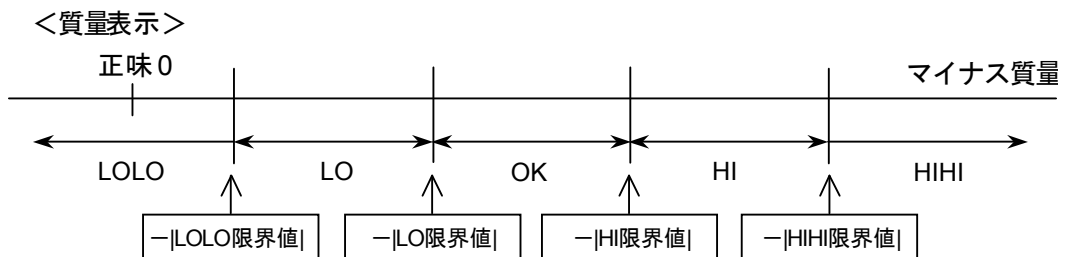 ＜質量表示＞
正味0
マイナス質量
LOLO LO OK HI HIHI
－|LOLO限界値| －|LO限界値| －|HI限界値| －|HIHI限界値|